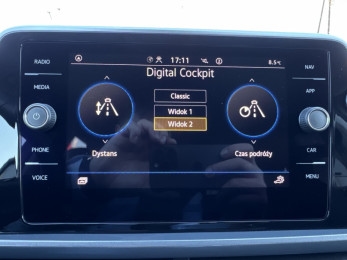 17:11
8.5°C
RADIO
Digital Cockpit
NAV
MEDIA
Classic
APP
Widok 1
Widok 2
PHONE
Dystans
Czas podróży
CAR
VOICE
MENU